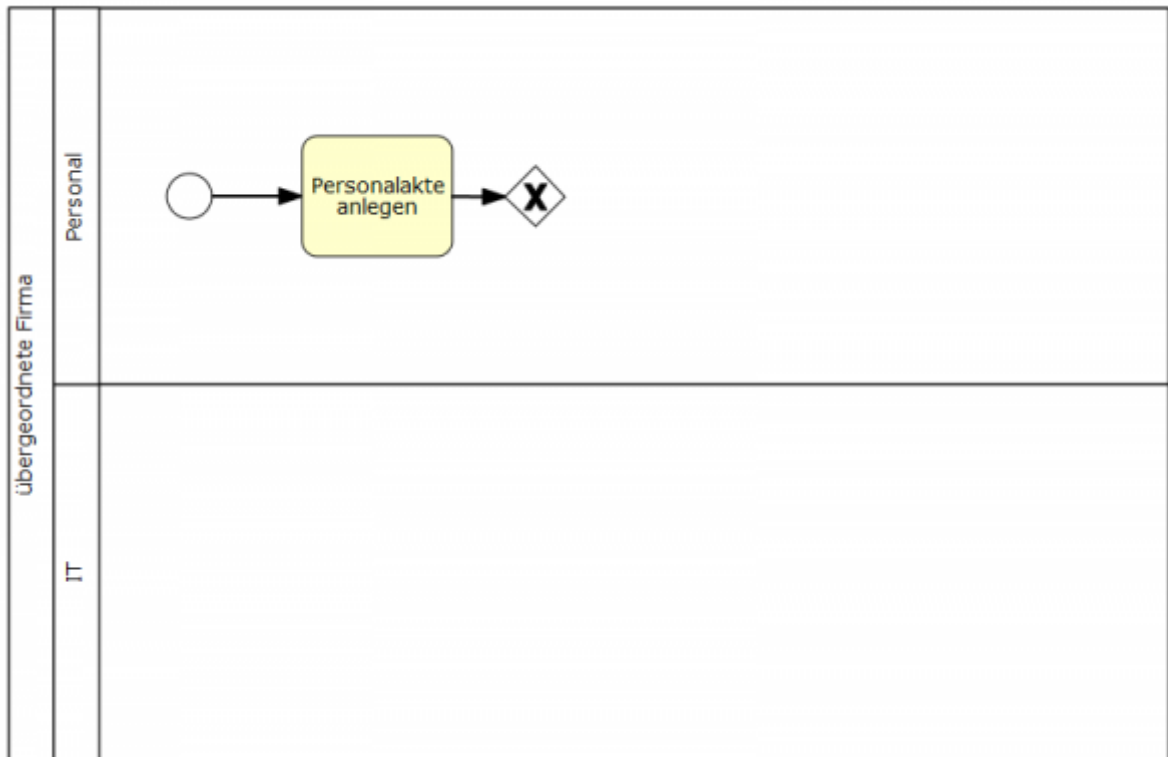 übergeordnete Firma
Personal
Personalakte
anlegen
X
IT